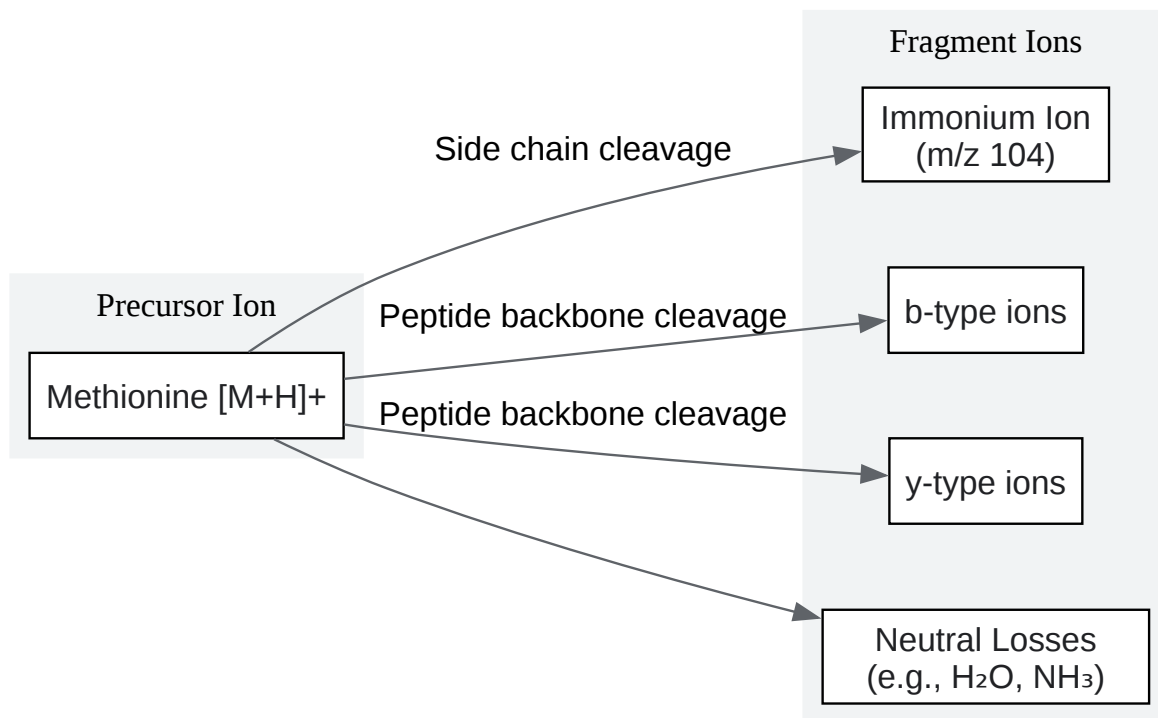 Fragment Ions
Immonium Ion
(m/z 104)
Side chain cleavage
Precursor Ion
Methionine [M+H]+
Peptide backbone cleavage
b-type ions
Peptide backbone cleavage
y-type ions
Neutral Losses
(e.g., H₂O, NH₃)